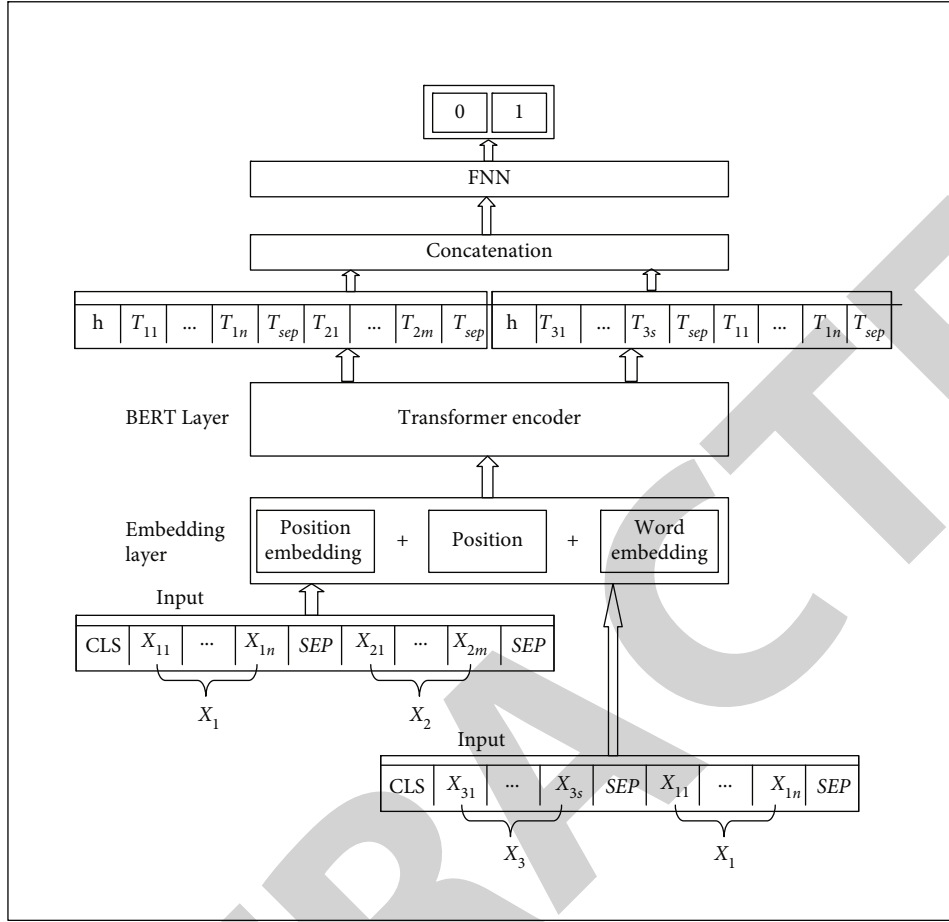 0 1
FNN
Concatenation
h T11 ... T1n Tsep T21 ... T2m Tsep h T31 ... T3s Tsep T11 ... T1n Tsep
BERT Layer Transformer encoder
Embedding layer
Position embedding + Position + Word embedding
Input
CLS X11 ... X1n SEP X21 ... X2m SEP
X1 X2
Input
CLS X31 ... X3s SEP X11 ... X1n SEP
X3 X1
RACTE